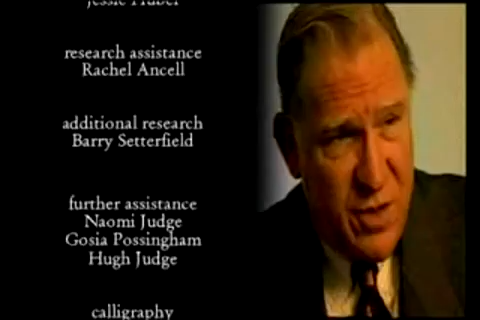 research assistance
Rachel Ancell
additional research
Barry Setterfield
further assistance
Naomi Judge
Gosia Possingham
Hugh Judge
calligraphy